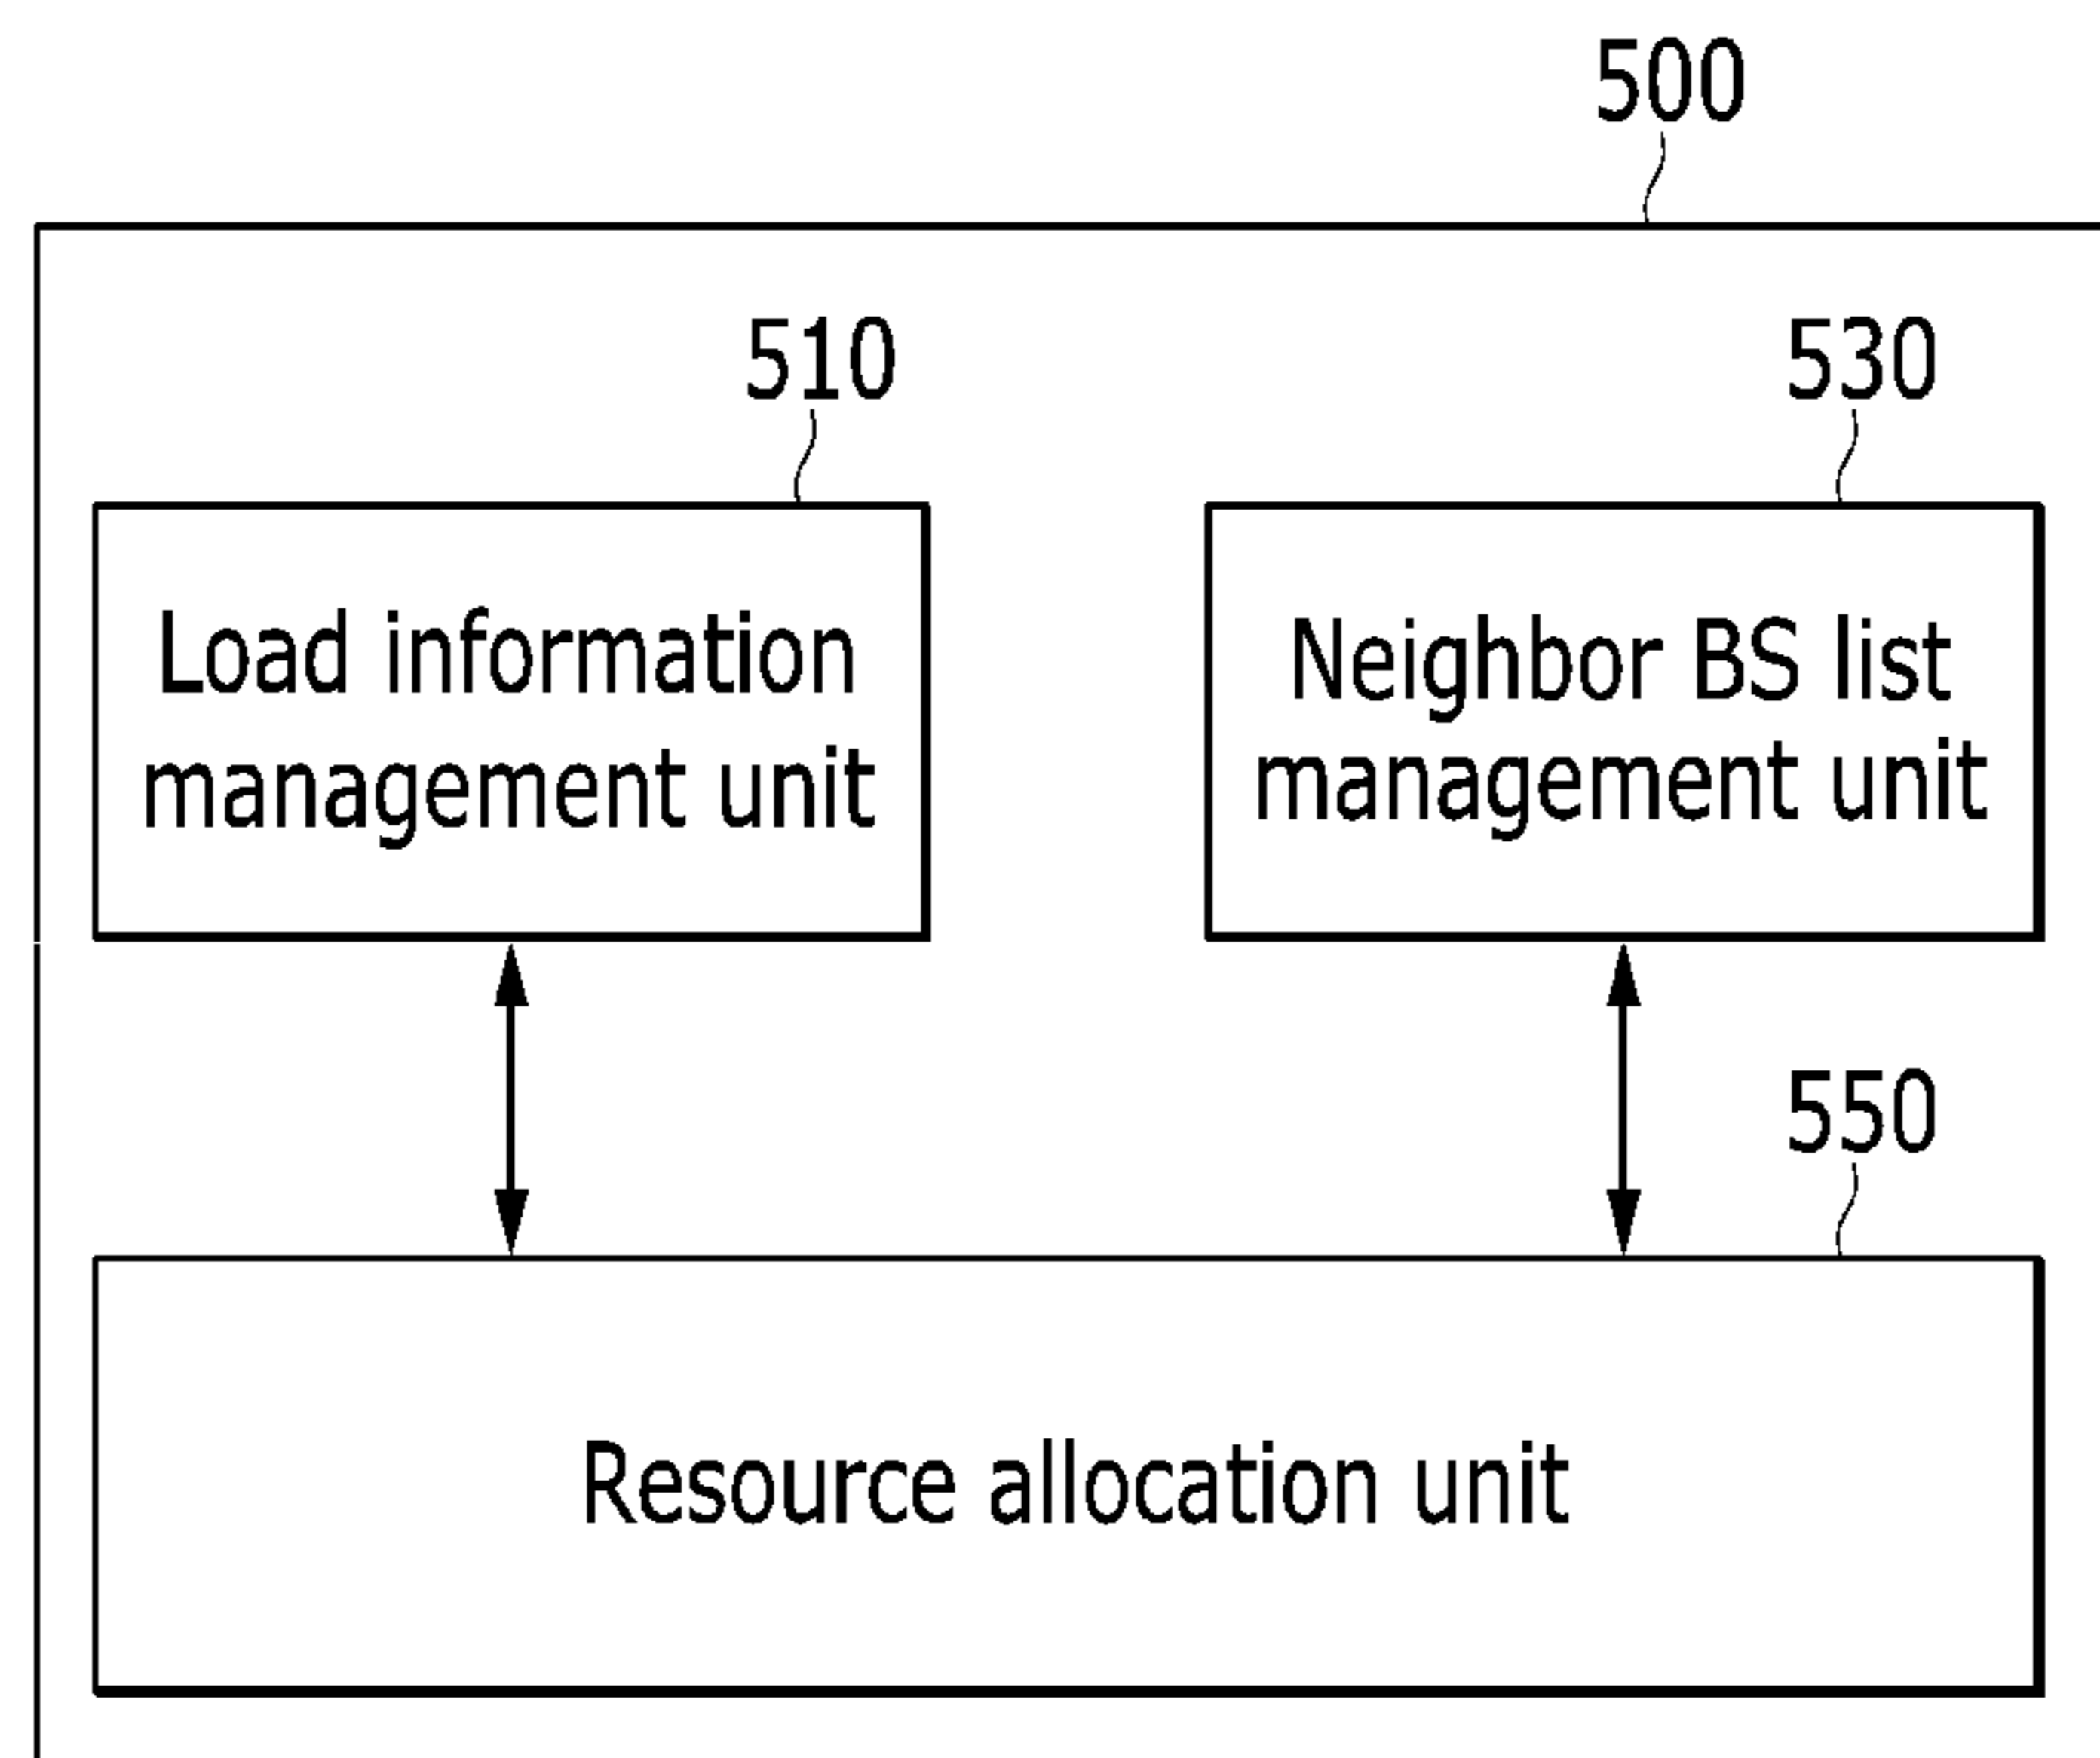 500
510
530
Load information
management unit
Neighbor BS list
management unit
550
Resource allocation unit